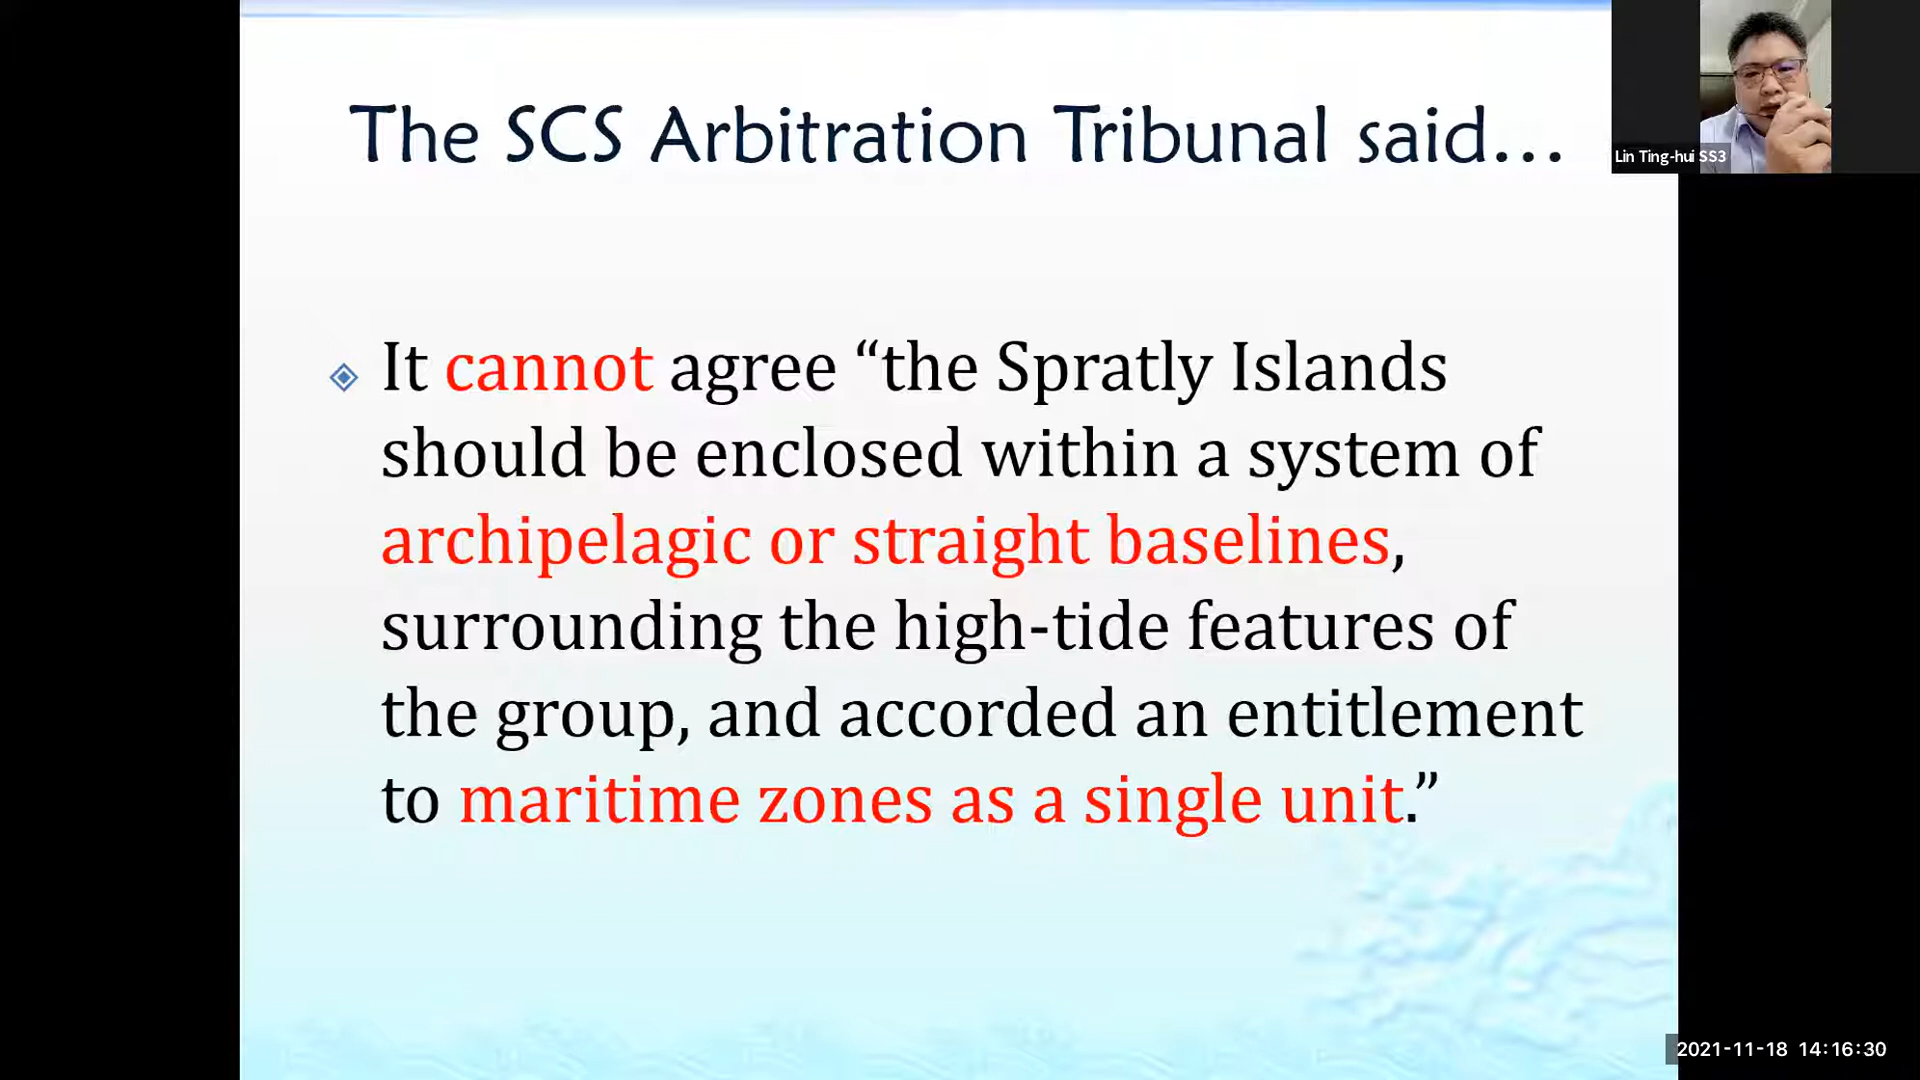 The SCS Arbitration Tribunal said...
Lin Ting-hui SS3
It cannot agree “the Spratly Islands
should be enclosed within a system of
archipelagic or straight baselines,
surrounding the high-tide features of
the group, and accorded an entitlement
to maritime zones as a single unit.”
2021-11-18 14:16:30